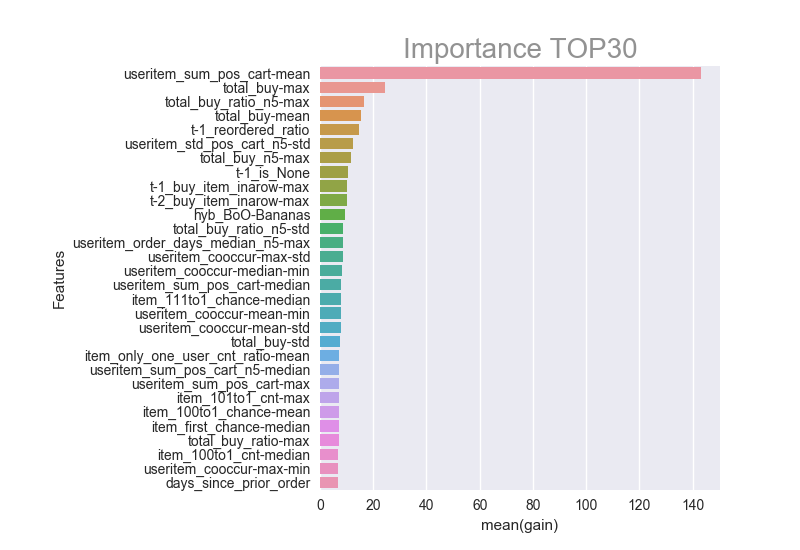 Importance TOP30
useritem_sum_pos_cart-mean
total_buy-max
total_buy_ratio_n5-max
total_buy-mean
t-1_reordered_ratio
useritem_std_pos_cart_n5-std
total_buy_n5-max
t-1_is_None
t-1_buy_item_inarow-max
t-2_buy_item_inarow-max
hyb_BoO-Bananas
total_buy_ratio_n5-std
useritem_order_days_median_n5-max
useritem_cooccur-max-std
useritem_cooccur-median-min
useritem_sum_pos_cart-median
item_111to1_chance-median
useritem_cooccur-mean-min
useritem_cooccur-mean-std
total_buy-std
item_only_one_user_cnt_ratio-mean
useritem_sum_pos_cart_n5-median
useritem_sum_pos_cart-max
item_101to1_cnt-max
item_100to1_chance-mean
item_first_chance-median
total_buy_ratio-max
item_100to1_cnt-median
useritem_cooccur-max-min
days_since_prior_order
Features
0 20 40 60 80 100 120 140
mean(gain)